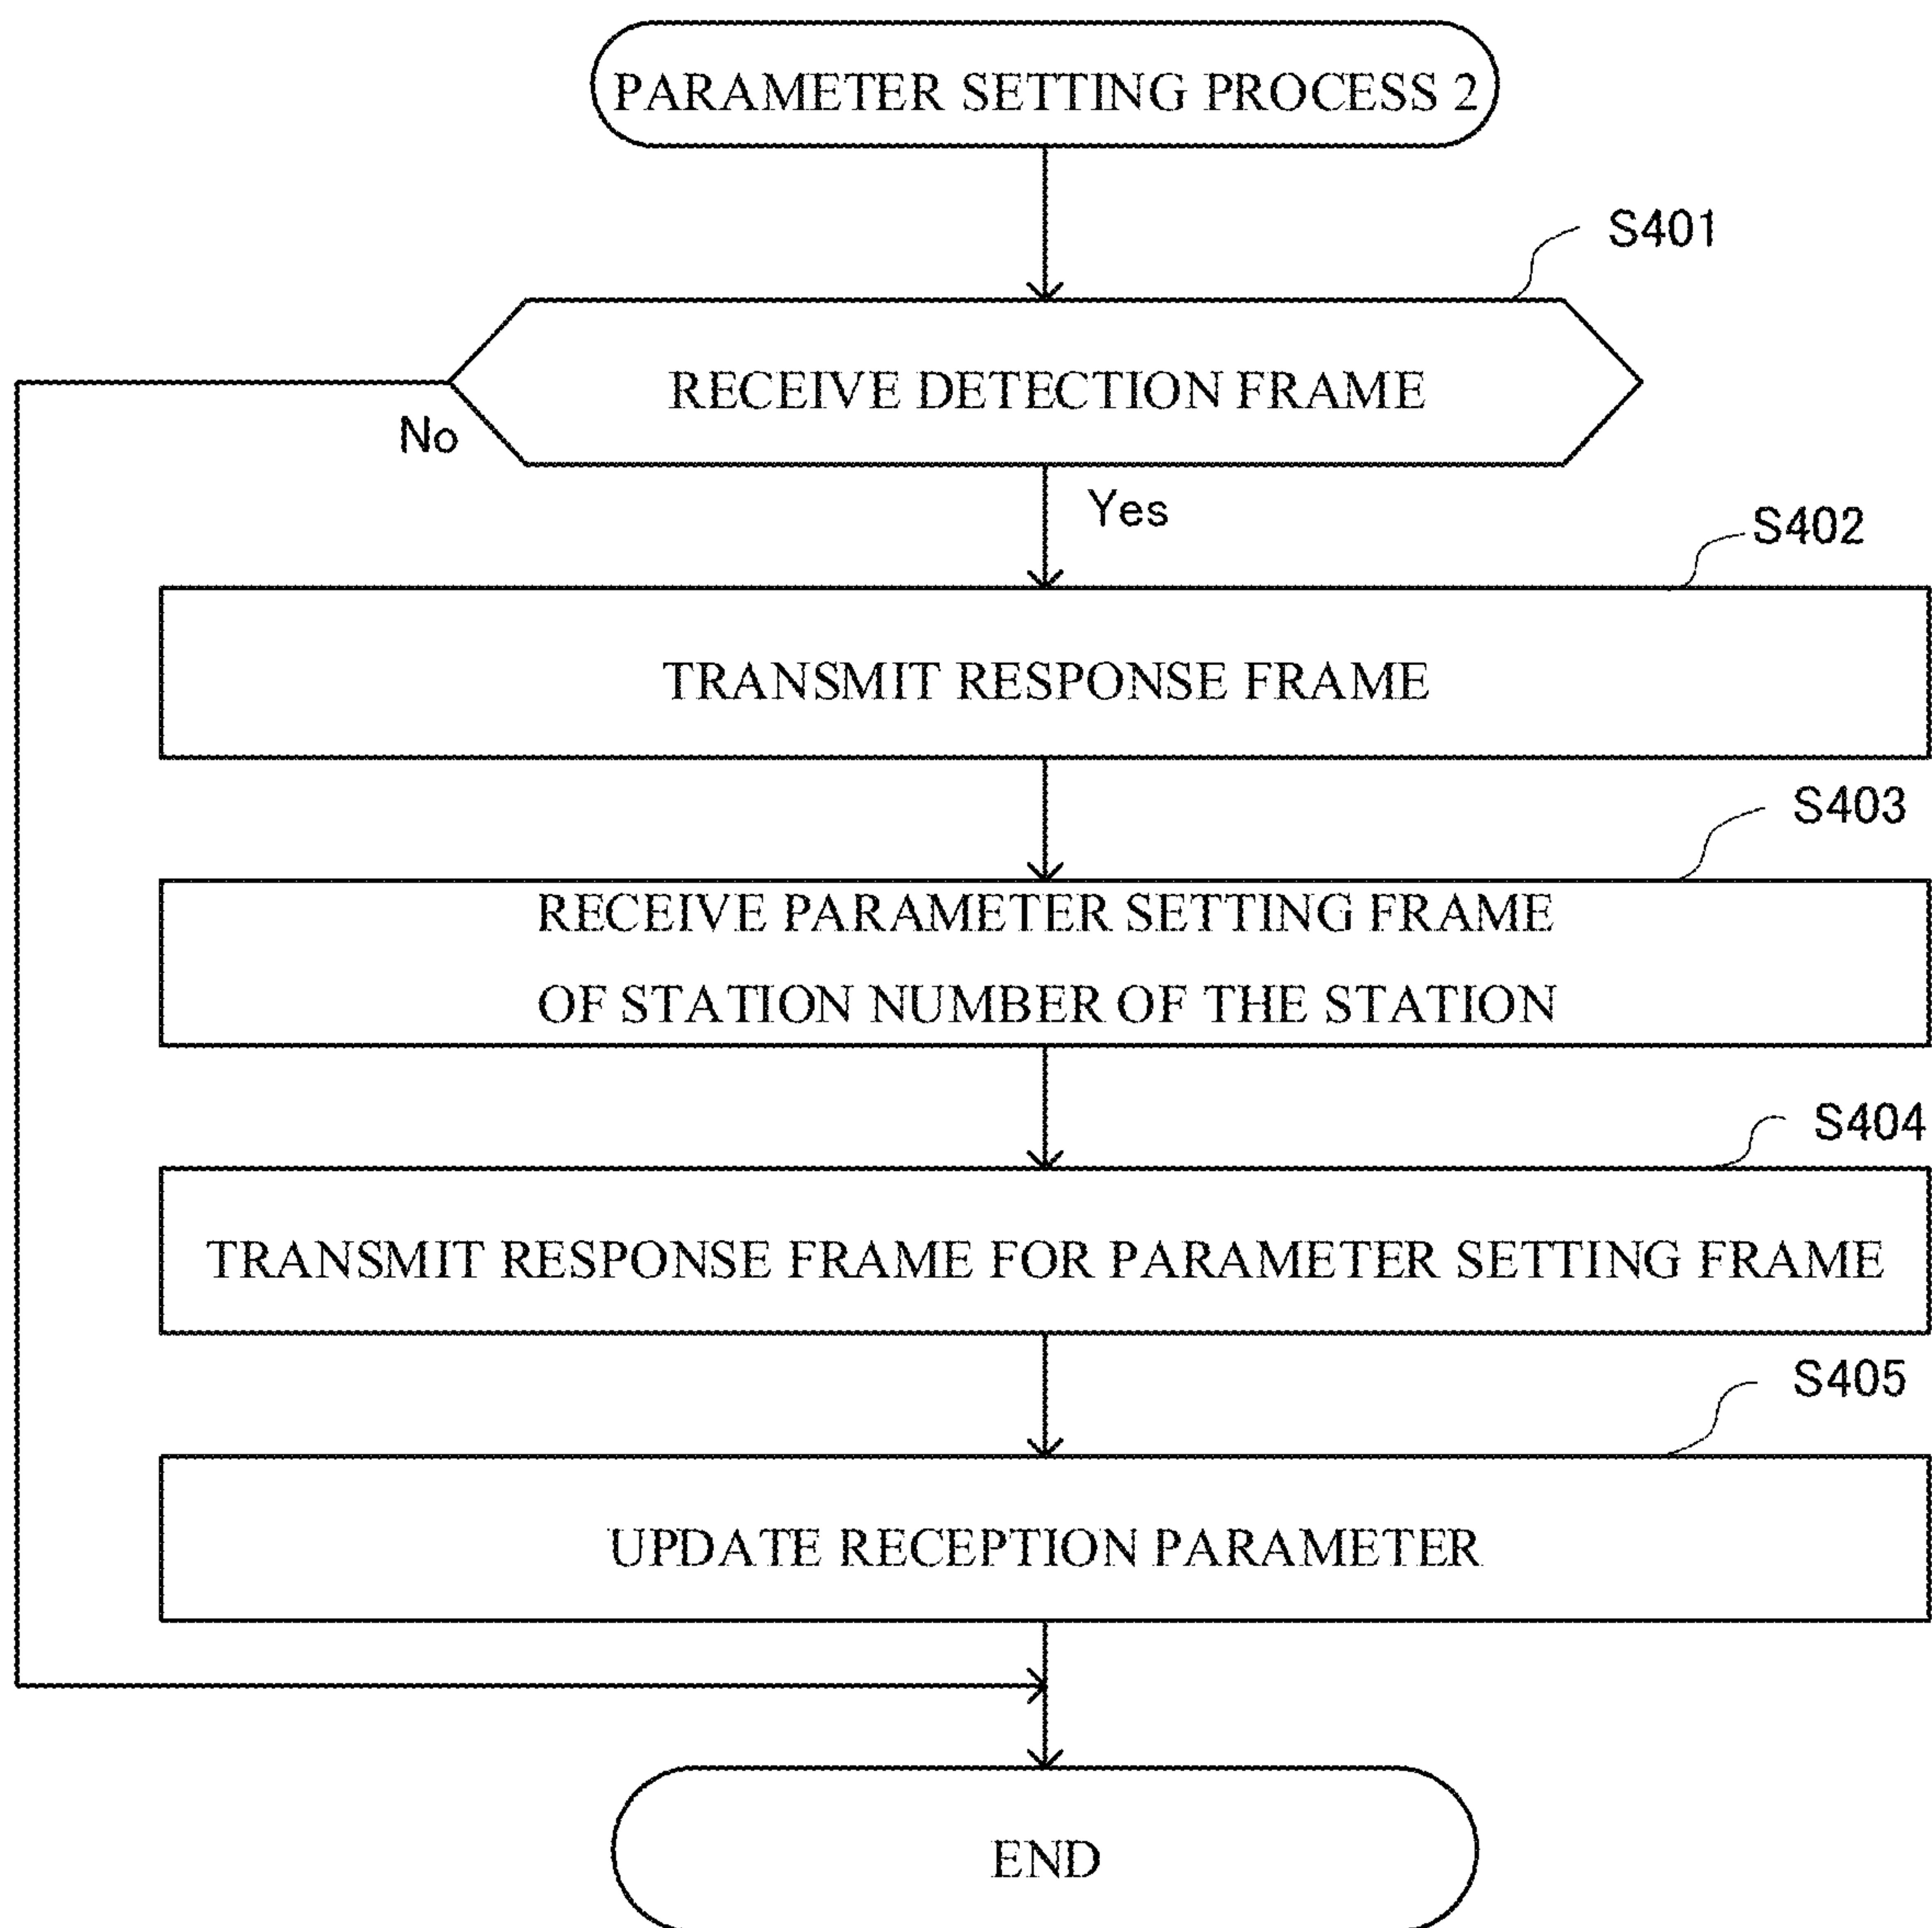 PARAMETER SETTING PROCESS 2
S401
RECEIVE DETECTION FRAME
No
Yes
S402
TRANSMIT RESPONSE FRAME
S403
RECEIVE PARAMETER SETTING FRAME
OF STATION NUMBER OF THE STATION
S404
TRANSMIT RESPONSE FRAME FOR PARAMETER SETTING FRAME
S405
UPDATE RECEPTION PARAMETER
END